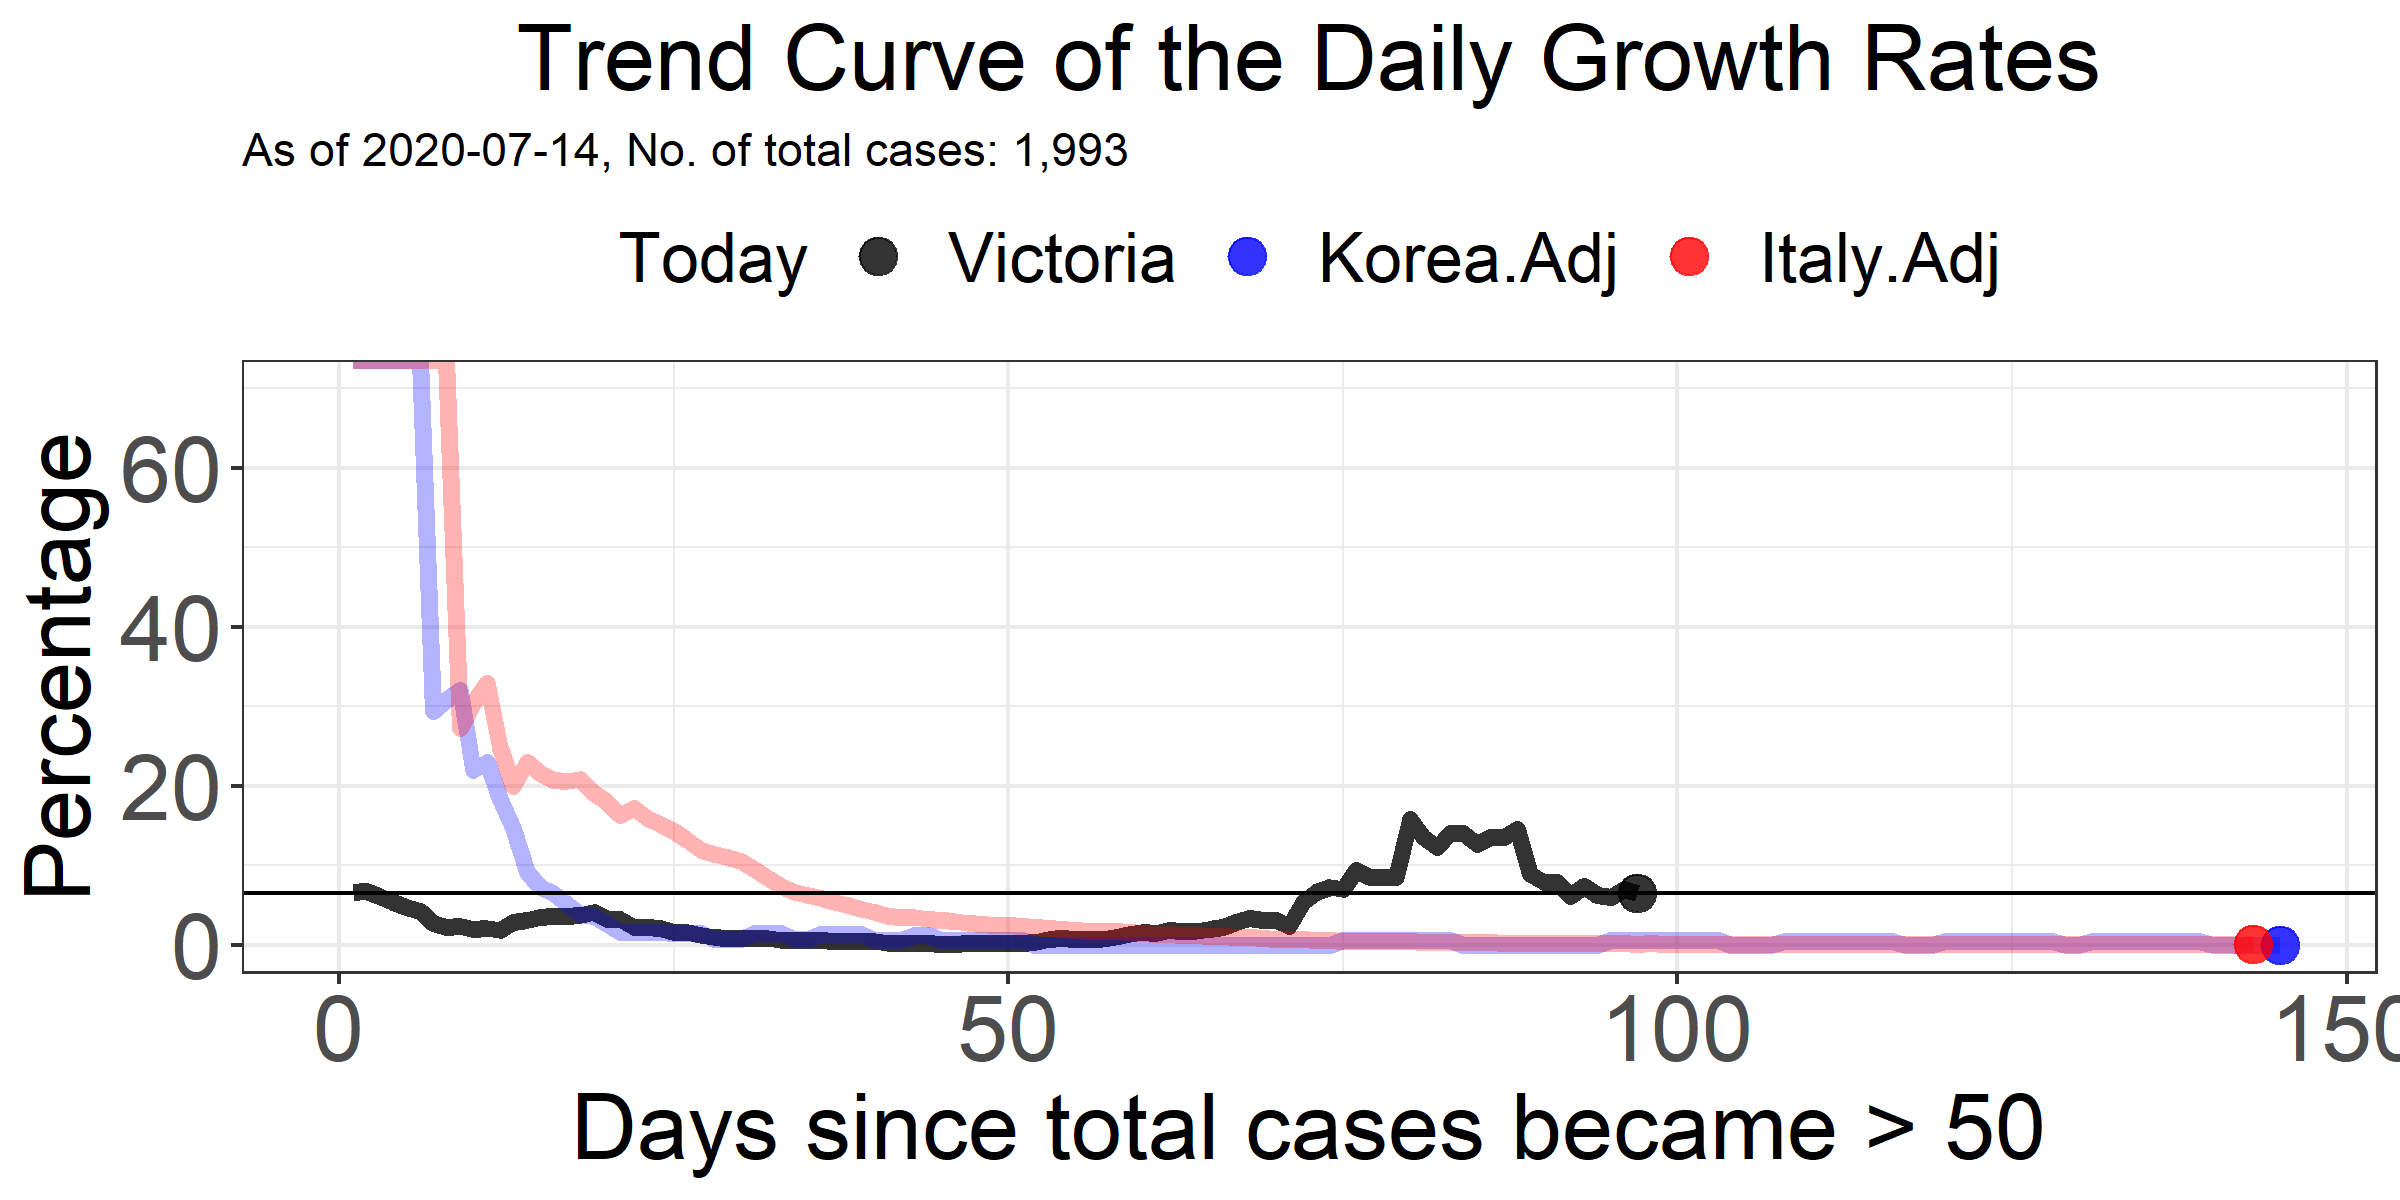 Trend Curve of the Daily Growth Rates
As of 2020-07-14, No. of total cases: 1,993
Today Victoria Korea.Adj Italy.Adj
Percentage
60
40
20
0
0 50 100 150
Days since total cases became > 50